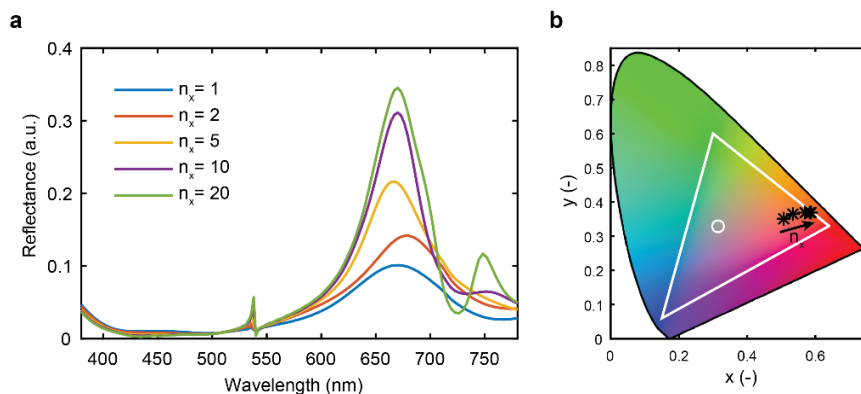 a
0.4
0.3
0.2
0.1
0
Reflectance (a.u.)
n_x= 1
n_x= 2
n_x= 5
n_x= 10
n_x= 20
400 450 500 550 600 650 700 750
Wavelength (nm)
b
0.8
0.7
0.6
0.5
0.4
0.3
0.2
0.1
0
y (-)
n_x
0 0.2 0.4 0.6
x (-)